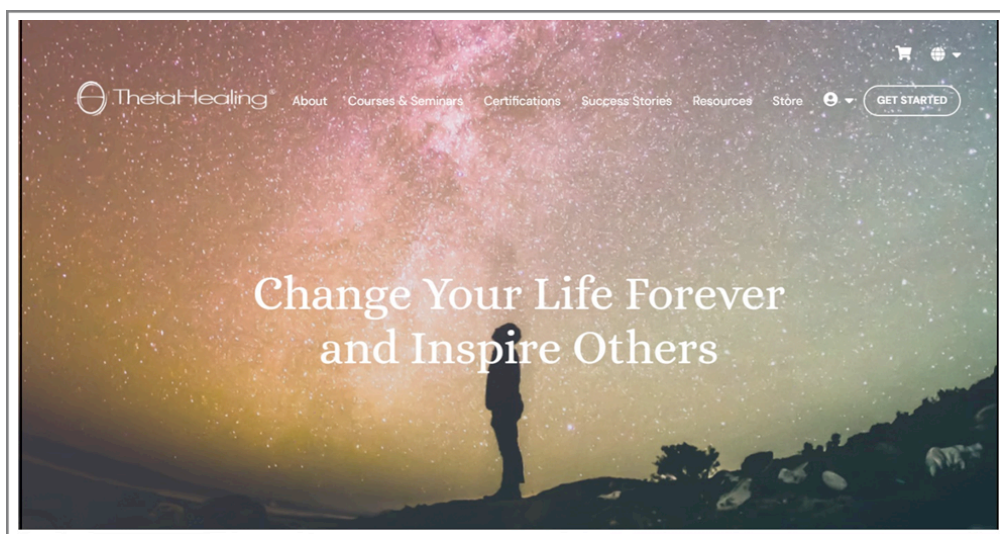 ThetaHealing
About Courses & Seminars Certifications Success Stories Resources Store GET STARTED
Change Your Life Forever
and Inspire Others